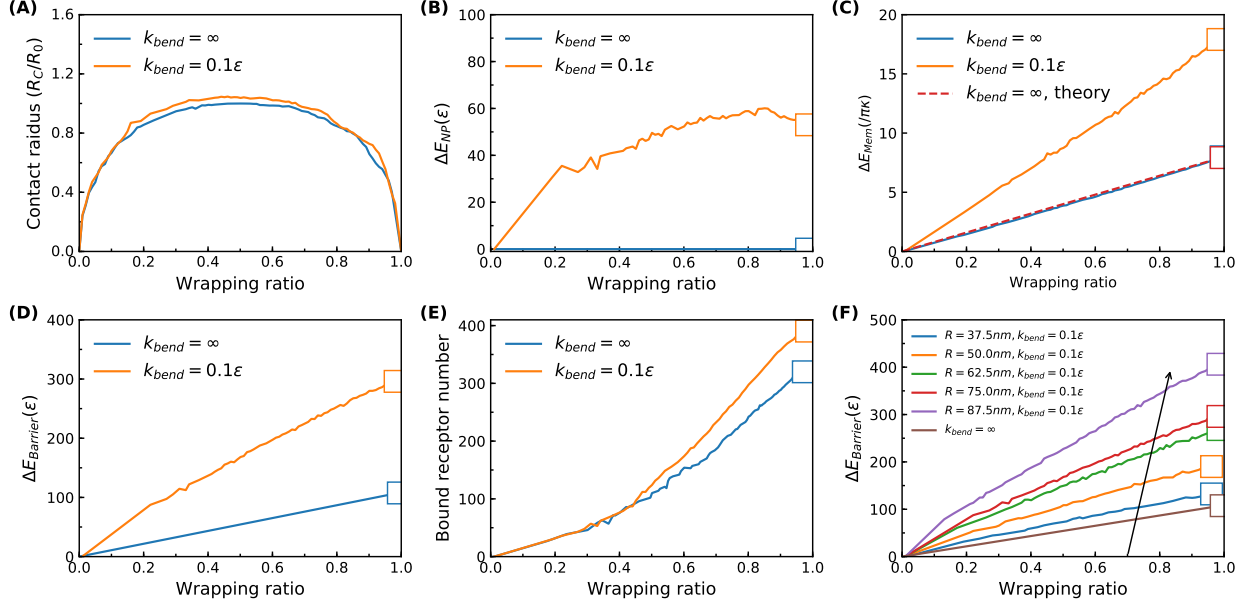 (A)
1.6
1.2
0.8
0.4
0.0
Contact raidus (R_C/R_0)
k_bend = ∞
k_bend = 0.1ε
0.0 0.2 0.4 0.6 0.8 1.0
Wrapping ratio
(B)
100
80
60
40
20
0
ΔE_NP(ε)
k_bend = ∞
k_bend = 0.1ε
0.0 0.2 0.4 0.6 0.8 1.0
Wrapping ratio
(C)
20
15
10
5
0
ΔE_Mem(/πκ)
k_bend = ∞
k_bend = 0.1ε
k_bend = ∞, theory
0.0 0.2 0.4 0.6 0.8 1.0
Wrapping ratio
(D)
400
300
200
100
0
ΔE_Barrier(ε)
k_bend = ∞
k_bend = 0.1ε
0.0 0.2 0.4 0.6 0.8 1.0
Wrapping ratio
(E)
400
300
200
100
0
Bound receptor number
k_bend = ∞
k_bend = 0.1ε
0.0 0.2 0.4 0.6 0.8 1.0
Wrapping ratio
(F)
500
400
300
200
100
0
ΔE_Barrier(ε)
R = 37.5nm, k_bend = 0.1ε
R = 50.0nm, k_bend = 0.1ε
R = 62.5nm, k_bend = 0.1ε
R = 75.0nm, k_bend = 0.1ε
R = 87.5nm, k_bend = 0.1ε
k_bend = ∞
0.0 0.2 0.4 0.6 0.8 1.0
Wrapping ratio